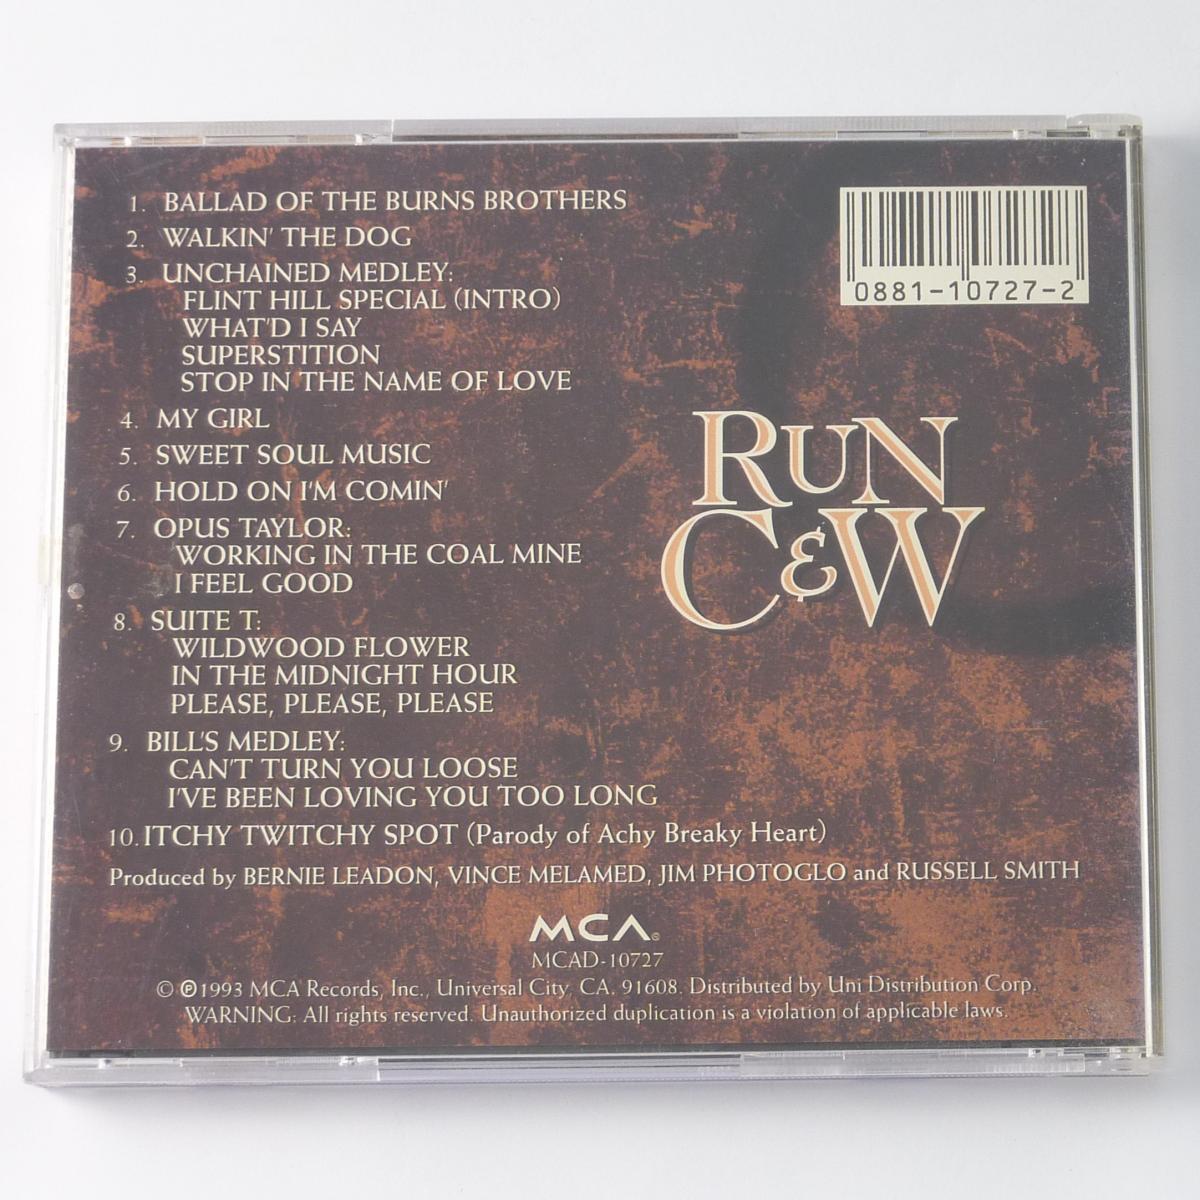 1. BALLAD OF THE BURNS BROTHERS
2. WALKIN' THE DOG
3. UNCHAINED MEDLEY:
FLINT HILL SPECIAL (INTRO)
WHAT'D I SAY
SUPERSTITION
STOP IN THE NAME OF LOVE
4. MY GIRL
5. SWEET SOUL MUSIC
6. HOLD ON I'M COMIN'
7. OPUS TAYLOR:
WORKING IN THE COAL MINE
I FEEL GOOD
8. SUITE T:
WILDWOOD FLOWER
IN THE MIDNIGHT HOUR
PLEASE, PLEASE, PLEASE
9. BILL'S MEDLEY:
CAN'T TURN YOU LOOSE
I'VE BEEN LOVING YOU TOO LONG
10. ITCHY TWITCHY SPOT (Parody of Achy Breaky Heart)
0881-10727-2
RUN
C&W
Produced by BERNIE LEADON, VINCE MELAMED, JIM PHOTOGLO and RUSSELL SMITH
MCA®
MCAD-10727
© ℗ 1993 MCA Records, Inc., Universal City, CA. 91608. Distributed by Uni Distribution Corp.
WARNING: All rights reserved. Unauthorized duplication is a violation of applicable laws.